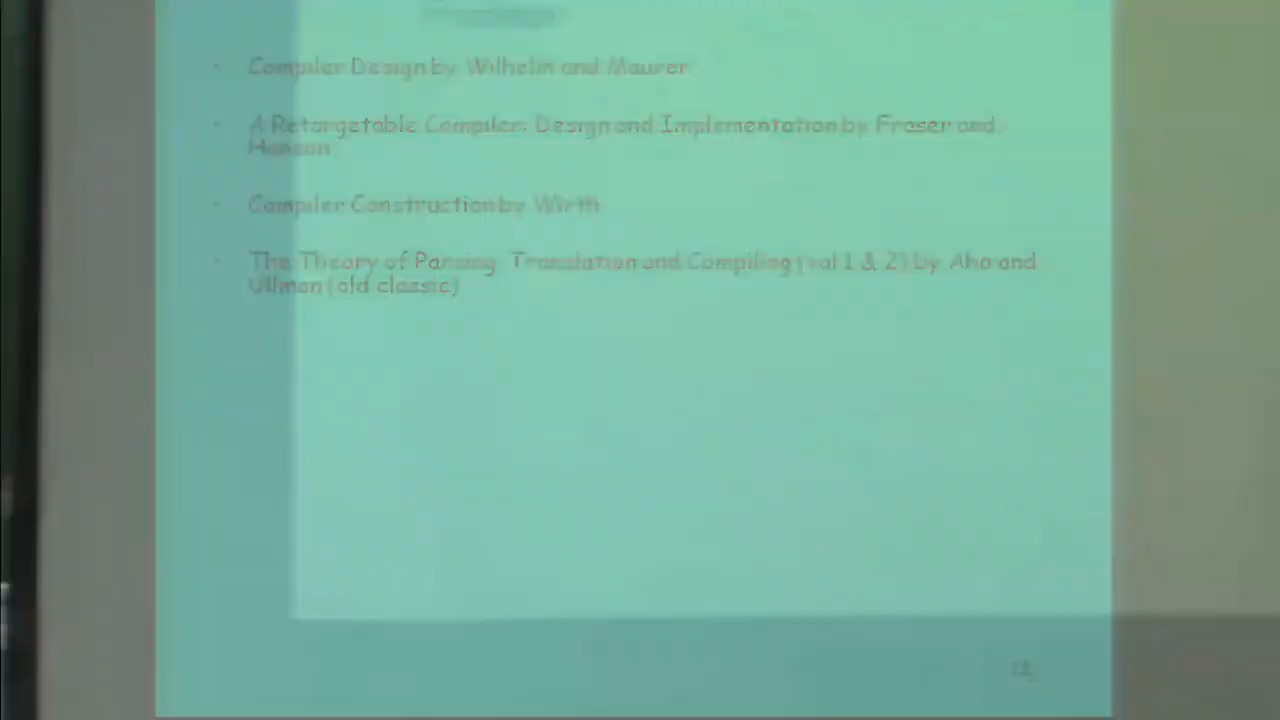 • Compiler Design by Wilhelm and Maurer
• A Retargetable Compiler: Design and Implementation by Fraser and
Hanson
• Compiler Construction by Wirth
• The Theory of Parsing, Translation and Compiling (vol 1 & 2) by Aho and
Ullman (old classic)